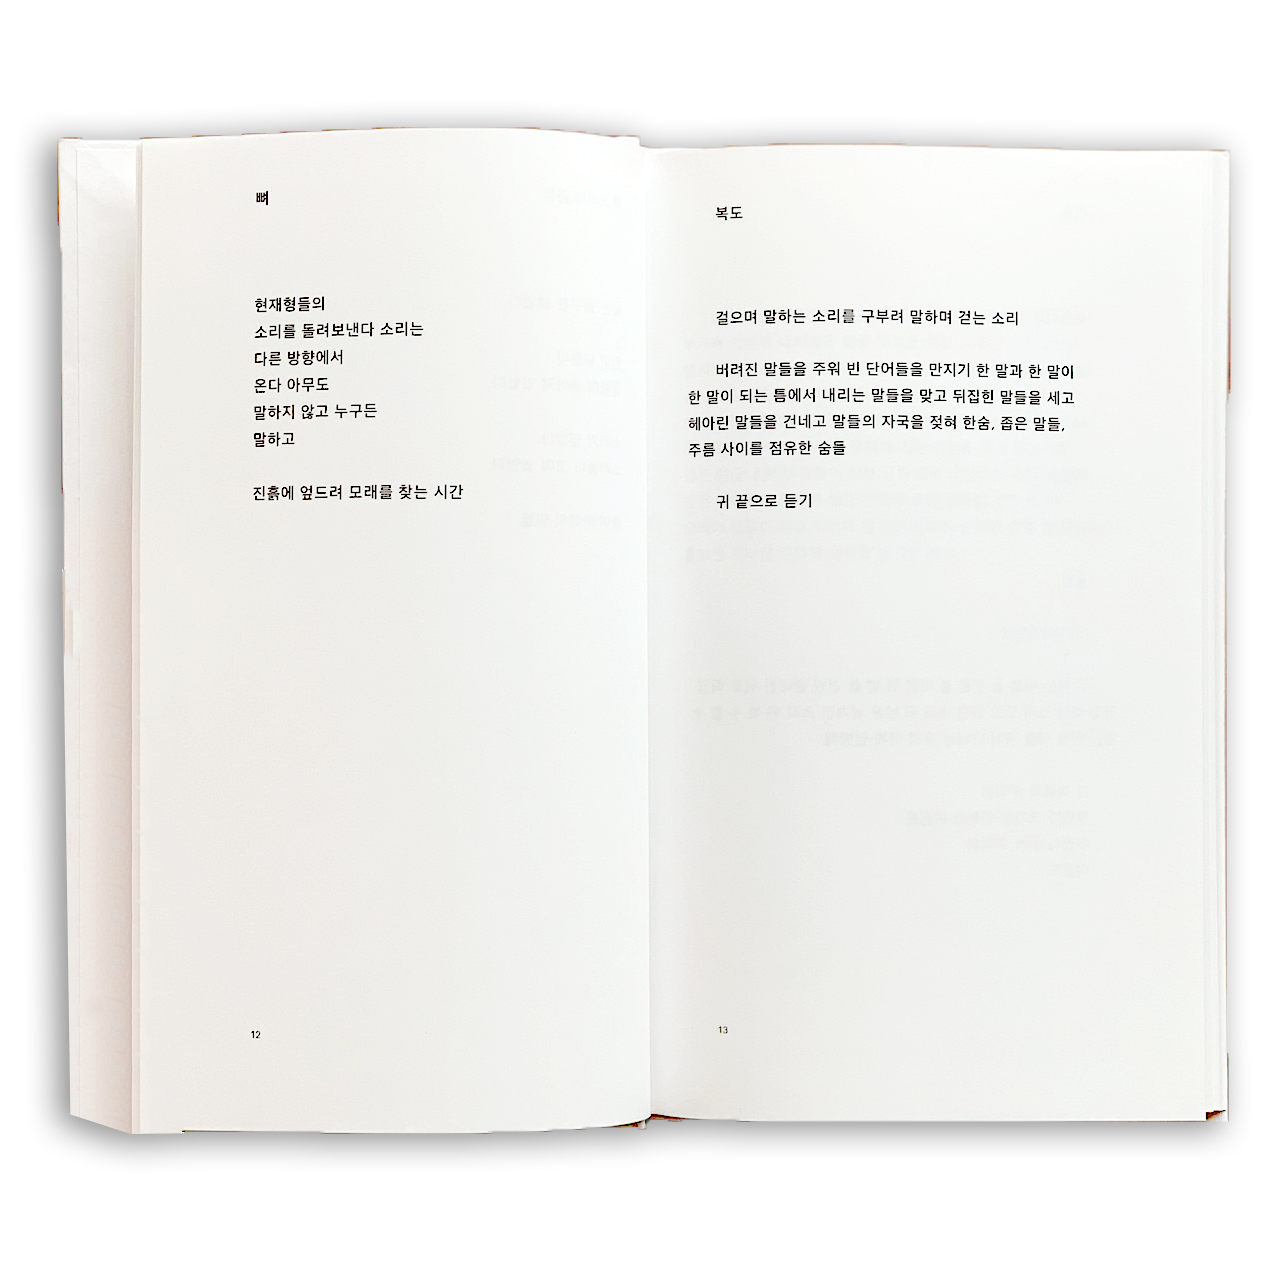 뼈
현재형들의
소리를 돌려보낸다 소리는
다른 방향에서
온다 아무도
말하지 않고 누구든
말하고
진흙에 엎드려 모래를 찾는 시간
12
복도
걸으며 말하는 소리를 구부려 말하며 걷는 소리
버려진 말들을 주워 빈 단어들을 만지기 한 말과 한 말이
한 말이 되는 틈에서 내리는 말들을 맞고 뒤집힌 말들을 세고
헤아린 말들을 건네고 말들의 자국을 젖혀 한숨, 좁은 말들,
주름 사이를 점유한 숨들
귀 끝으로 듣기
13